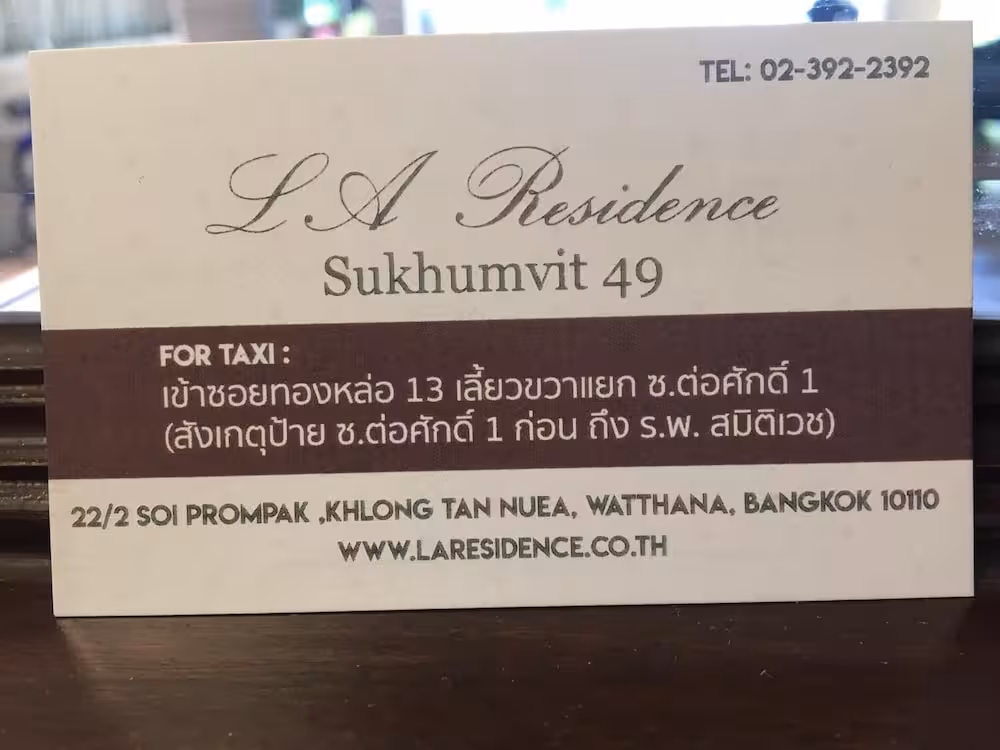 TEL: 02-392-2392
LA Residence
Sukhumvit 49
FOR TAXI :
เข้าซอยทองหล่อ 13 เลี้ยวขวาแยก ซ.ต่อศักดิ์ 1
(สังเกตุป้าย ซ.ต่อศักดิ์ 1 ก่อน ถึง ร.พ. สมิติเวช)
22/2 SOI PROMPAK ,KHLONG TAN NUEA, WATTHANA, BANGKOK 10110
WWW.LARESIDENCE.CO.TH